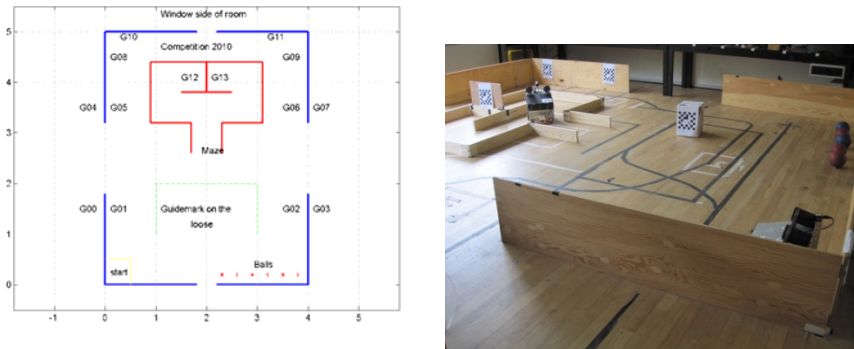 Window side of room
5
G10
G11
Competition 2010
G08
G09
G12
G13
4
G04
G05
G06
G07
3
Maze
2
G00
G01
Guidemark on the
loose
G02
G03
1
start
Balls
0
-1
0
1
2
3
4
5